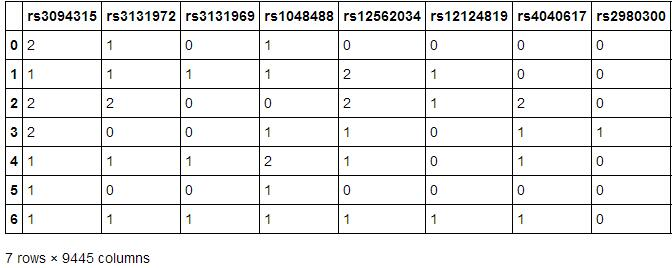 rs3094315 rs3131972 rs3131969 rs1048488 rs12562034 rs12124819 rs4040617 rs2980300
0 2 1 0 1 0 0 0 0
1 1 1 1 1 2 1 0 0
2 2 2 0 0 2 1 2 0
3 2 0 0 1 1 0 1 1
4 1 1 1 2 1 0 1 0
5 1 0 0 1 0 0 0 0
6 1 1 1 1 1 1 1 0
7 rows × 9445 columns